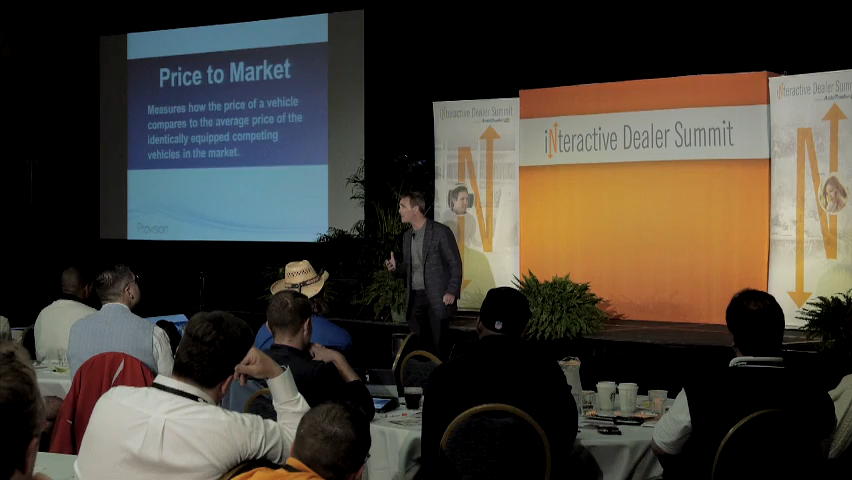 Price to Market
Measures how the price of a vehicle
compares to the average price of the
identically equipped competing
vehicles in the market.
Provision
iNteractive Dealer Summit
iNteractive Dealer Summit
iNteractive Dealer Summit